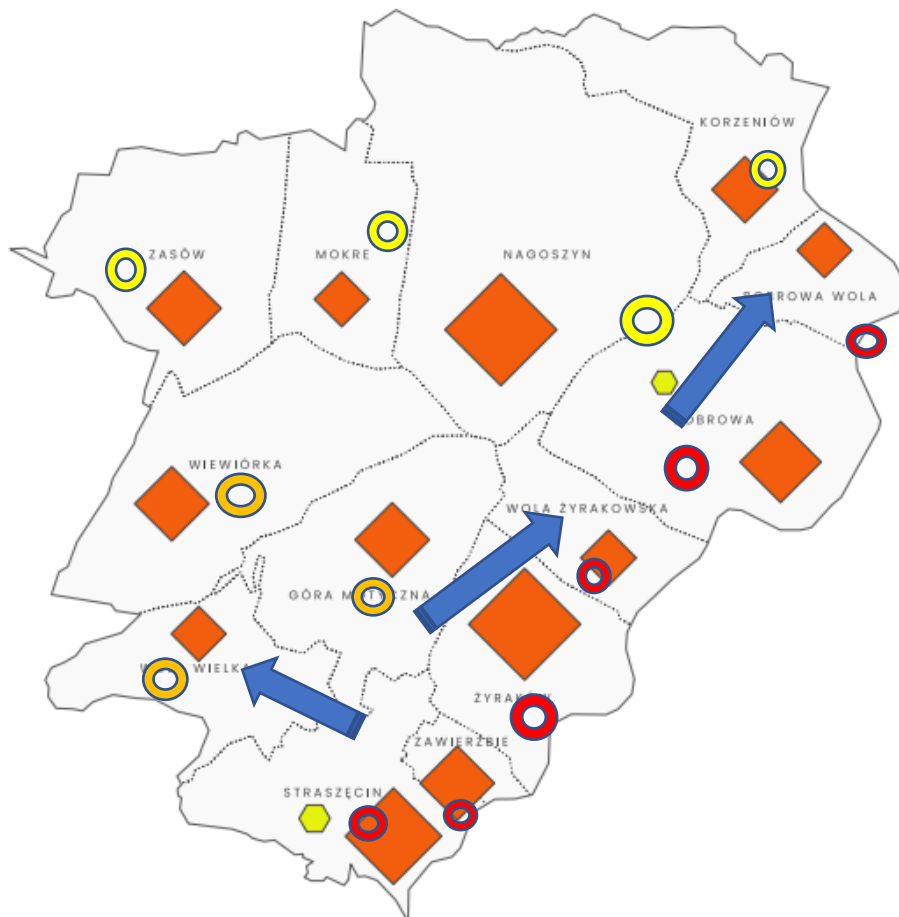 KORZENIÓW
ZASÓW
MOKRE
NAGOSZYN
WOLA
WIEWIÓRKA
WOLA ŻYRAKOWSKA
GÓRA
WIELKA
ZAWIERZBIE
STRASZĘCIN